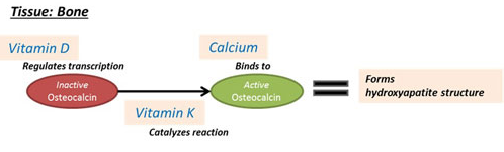 Tissue: Bone
Vitamin D
Regulates transcription
Inactive
Osteocalcin
Vitamin K
Catalyzes reaction
Calcium
Binds to
Active
Osteocalcin
Forms
hydroxyapatite structure